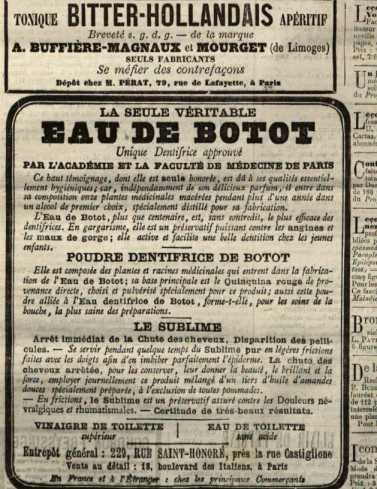 TONIQUE BITTER-HOLLANDAIS APÉRITIF
Breveté s. g. d. g. — de la marque
A. BUFFIÈRE-MAGNAUX et MOURGET (de Limoges)
SEULS FABRICANTS
Se méfier des contrefaçons
Dépôt chez M. PÉRAT, 79, rue de Lafayette, à Paris
LA SEULE VÉRITABLE
EAU DE BOTOT
Unique Dentifrice approuvé
PAR L'ACADÉMIE ET LA FACULTÉ DE MÉDECINE DE PARIS
Ce haut témoignage, dont elle est seule honorée, est dû à ses qualités essentiel-
lement hygiéniques; car, indépendamment de son délicieux parfum, il entre dans
sa composition cinq plantes médicinales macérées pendant plus d'une année dans
un alcool de premier choix, spécialement distillé pour sa fabrication.
L'Eau de Botot, plus que centenaire, est, sans contredit, le plus efficace des
dentifrices. En gargarisme, elle est un préservatif puissant contre les angines et
les maux de gorge; elle active et facilite une belle dentition chez les jeunes
enfants.
POUDRE DENTIFRICE DE BOTOT
Elle est composée des plantes et racines médicinales qui entrent dans la fabrica-
tion de l'Eau de Botot; sa base principale est le Quinquina rouge de pro-
venance directe, choisi et pulvérisé spécialement pour ce produit; aussi cette pou-
dre alliée à l'Eau dentifrice de Botot, forme-t-elle, pour les soins de la
bouche, la plus saine des préparations.
LE SUBLIME
Arrêt immédiat de la Chute des cheveux. Disparition des pelli-
cules. — Se servir pendant quelque temps du Sublime pur en légères frictions
faites avec les doigts afin d'en imbiber parfaitement l'épiderme. La chute des
cheveux arrêtée, pour les conserver, leur donner la beauté, le brillant et la
force, employer journellement ce produit mélangé d'un tiers d'huile d'amandes
douces spécialement préparée, à l'exclusion de toutes pommades.
— En frictions, le Sublime est un préservatif assuré contre les Douleurs né-
vralgiques et rhumatismales. — Certitude de très-beaux résultats.
VINAIGRE DE TOILETTE
supérieur
EAU DE TOILETTE
sans acide
Entrepôt général : 229, RUE SAINT-HONORÉ, près la rue Castiglione
Vente au détail : 18, boulevard des Italiens, à Paris
En France et à l'Étranger : chez les principaux Commerçants